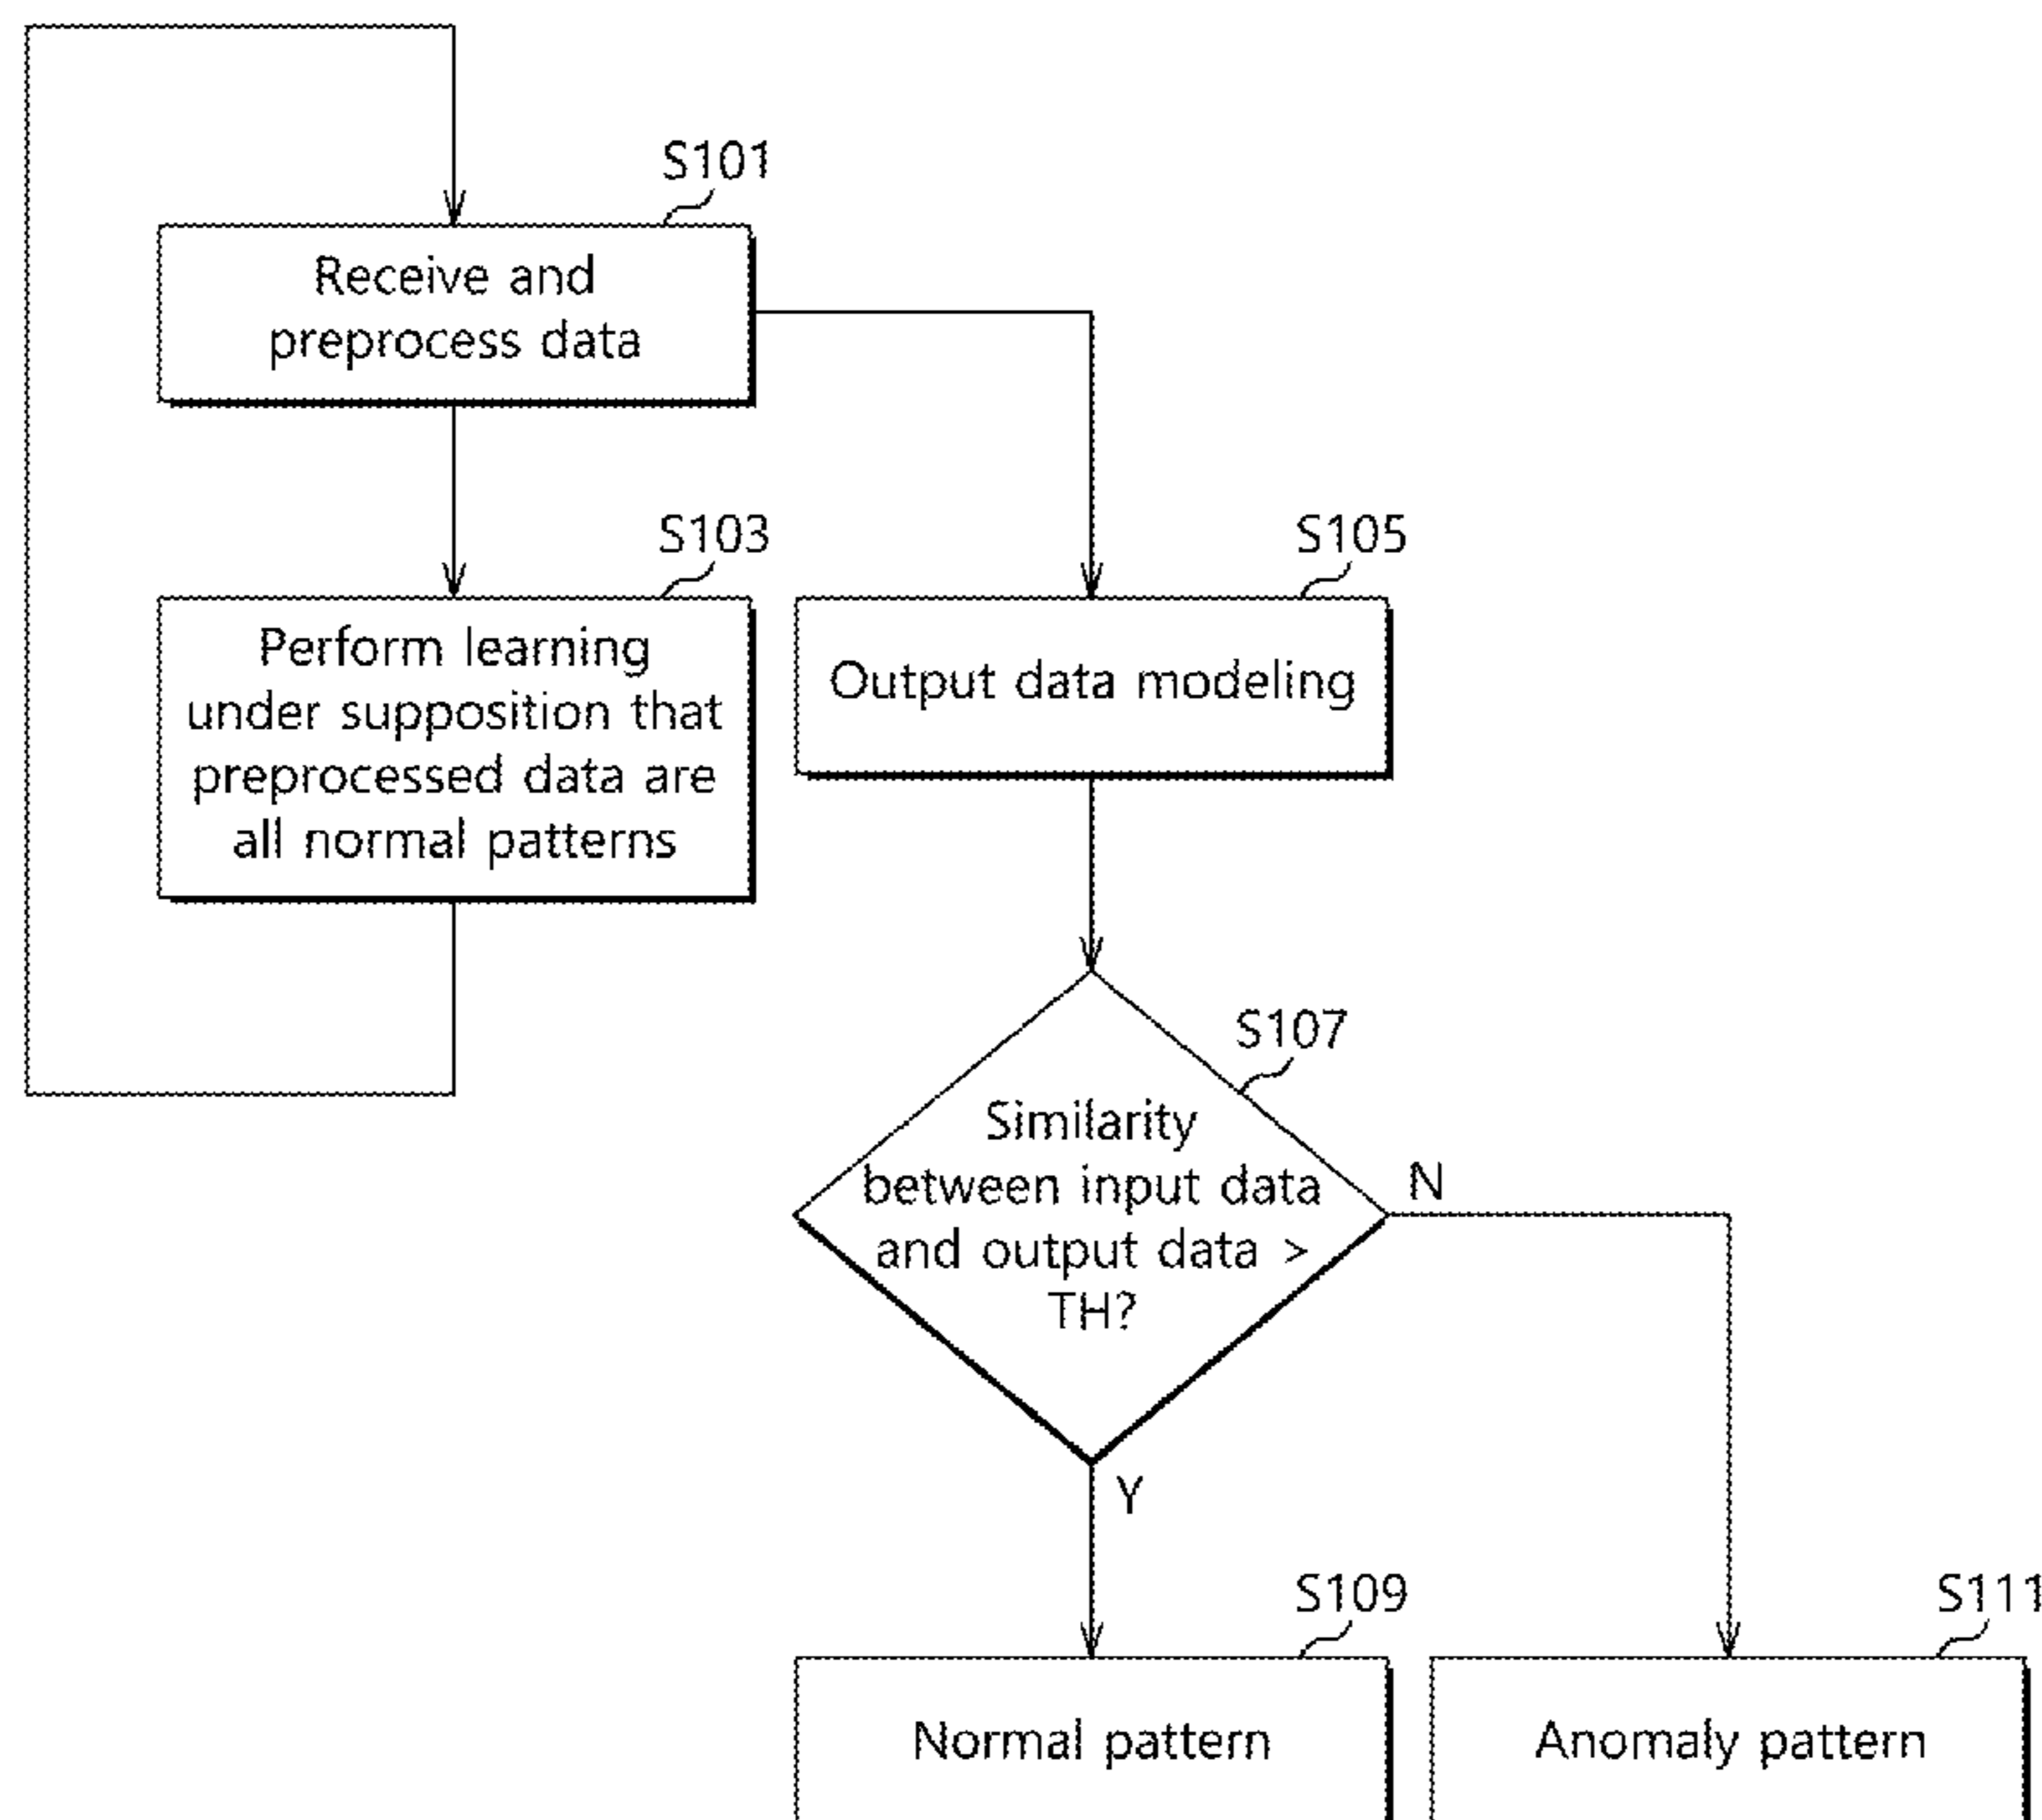 S101
Receive and
preprocess data
S103
Perform learning
under supposition that
preprocessed data are
all normal patterns
S105
Output data modeling
S107
Similarity
between input data
and output data >
TH?
N
Y
S109
Normal pattern
S111
Anomaly pattern